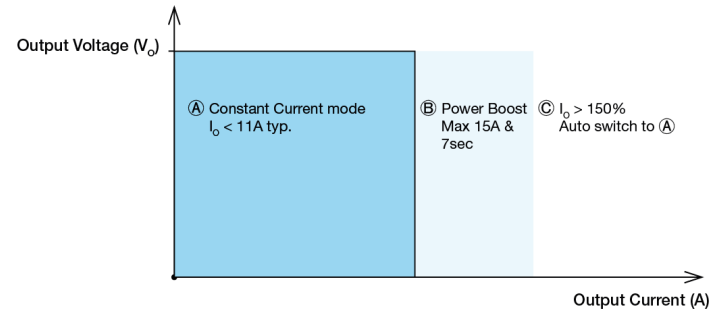 Output Voltage (Vo)
Ⓐ Constant Current mode
Io < 11A typ.
Ⓑ Power Boost
Max 15A &
7sec
Ⓒ Io > 150%
Auto switch to Ⓐ
Output Current (A)